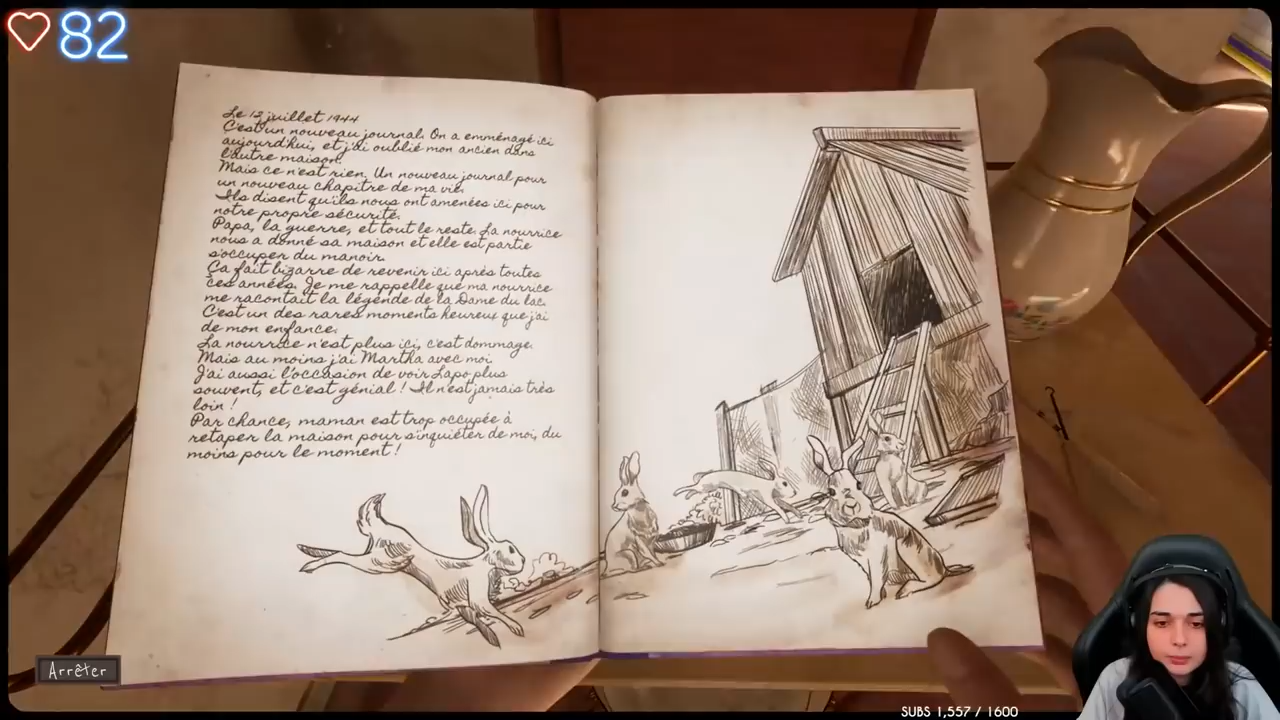 82
Le 12 juillet 1944
C'est un nouveau journal. On a emménagé ici
aujourd'hui, et j'ai oublié mon ancien dans
l'autre maison.
Mais ce n'est rien. Un nouveau journal pour
un nouveau chapitre de ma vie.
Ils disent qu'ils nous ont amenées ici pour
notre propre sécurité.
Papa, la guerre, et tout le reste. La nourrice
nous a donné sa maison et elle est partie
s'occuper du manoir.
Ça fait bizarre de revenir ici après toutes
ces années. Je me rappelle que ma nourrice
me racontait la légende de la Dame du lac.
C'est un des rares moments heureux que j'ai
de mon enfance.
La nourrice n'est plus ici, c'est dommage.
Mais au moins j'ai Martha avec moi.
J'ai aussi l'occasion de voir Lapo plus
souvent, et c'est génial ! Il n'est jamais très
loin !
Par chance, maman est trop occupée à
retaper la maison pour s'inquiéter de moi, du
moins pour le moment !
Arrêter
SUBS 1,557 / 1600